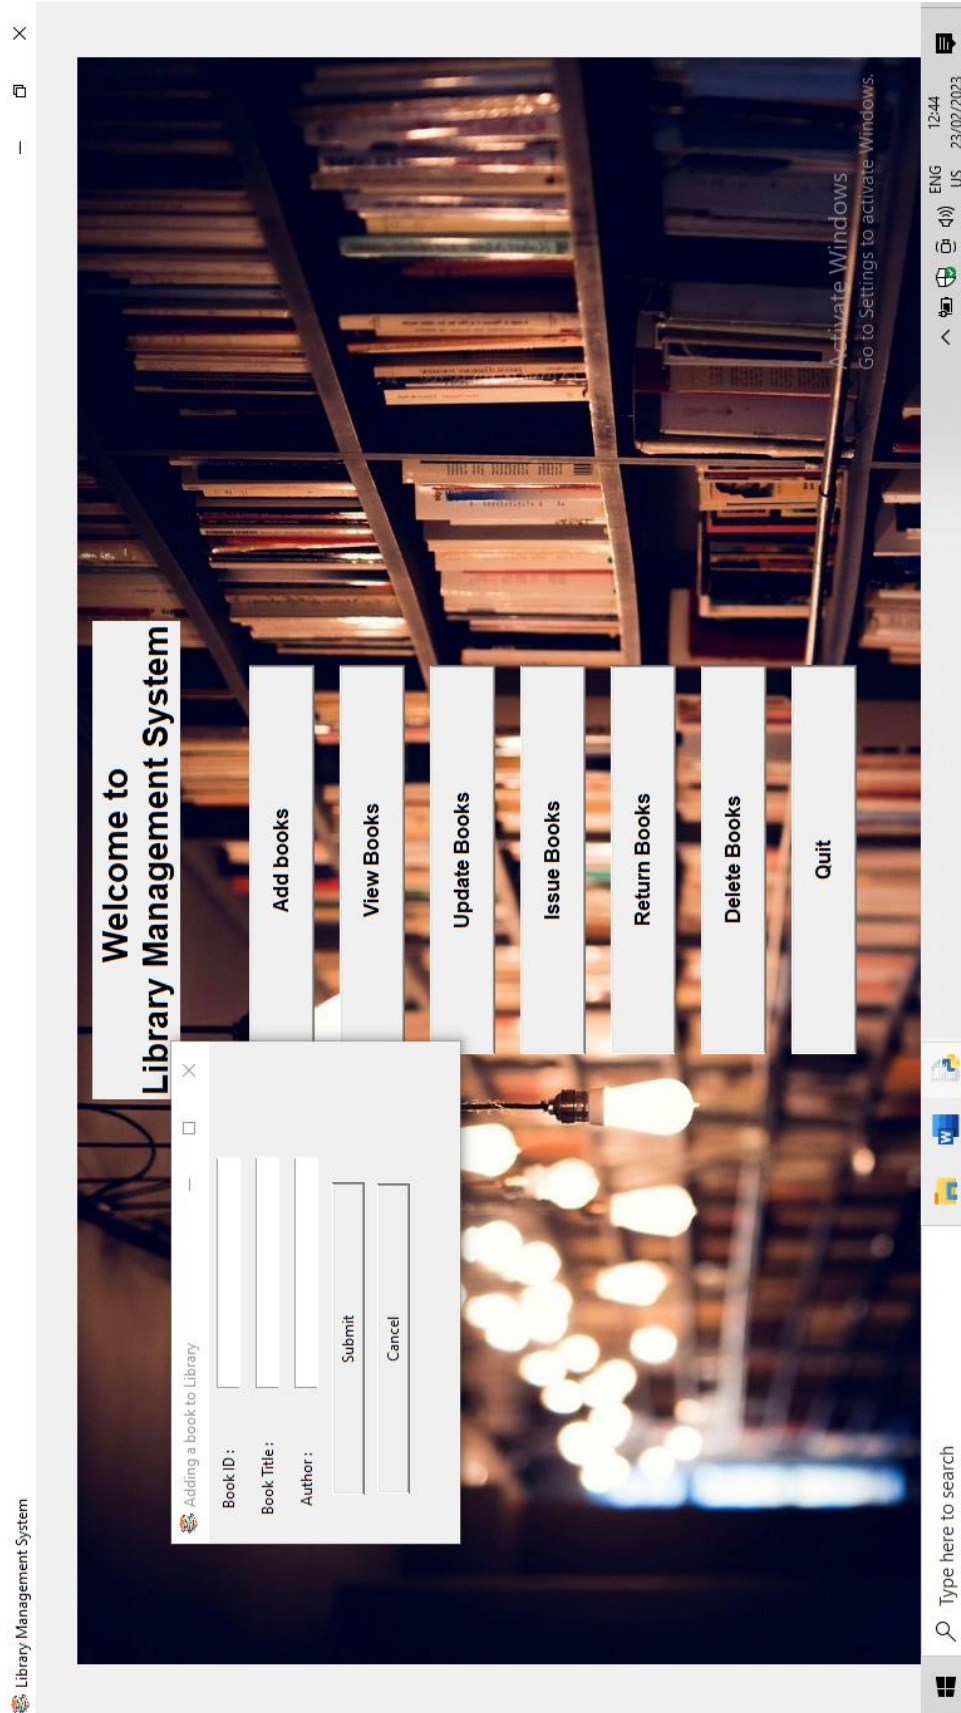 Library Management System
Welcome to
Library Management System
Add books
View Books
Update Books
Issue Books
Return Books
Delete Books
Quit
Adding a book to Library
Book ID :
Book Title :
Author :
Submit
Cancel
Activate Windows
Go to Settings to activate Windows.
Type here to search
ENG
US
12:44
23/02/2023